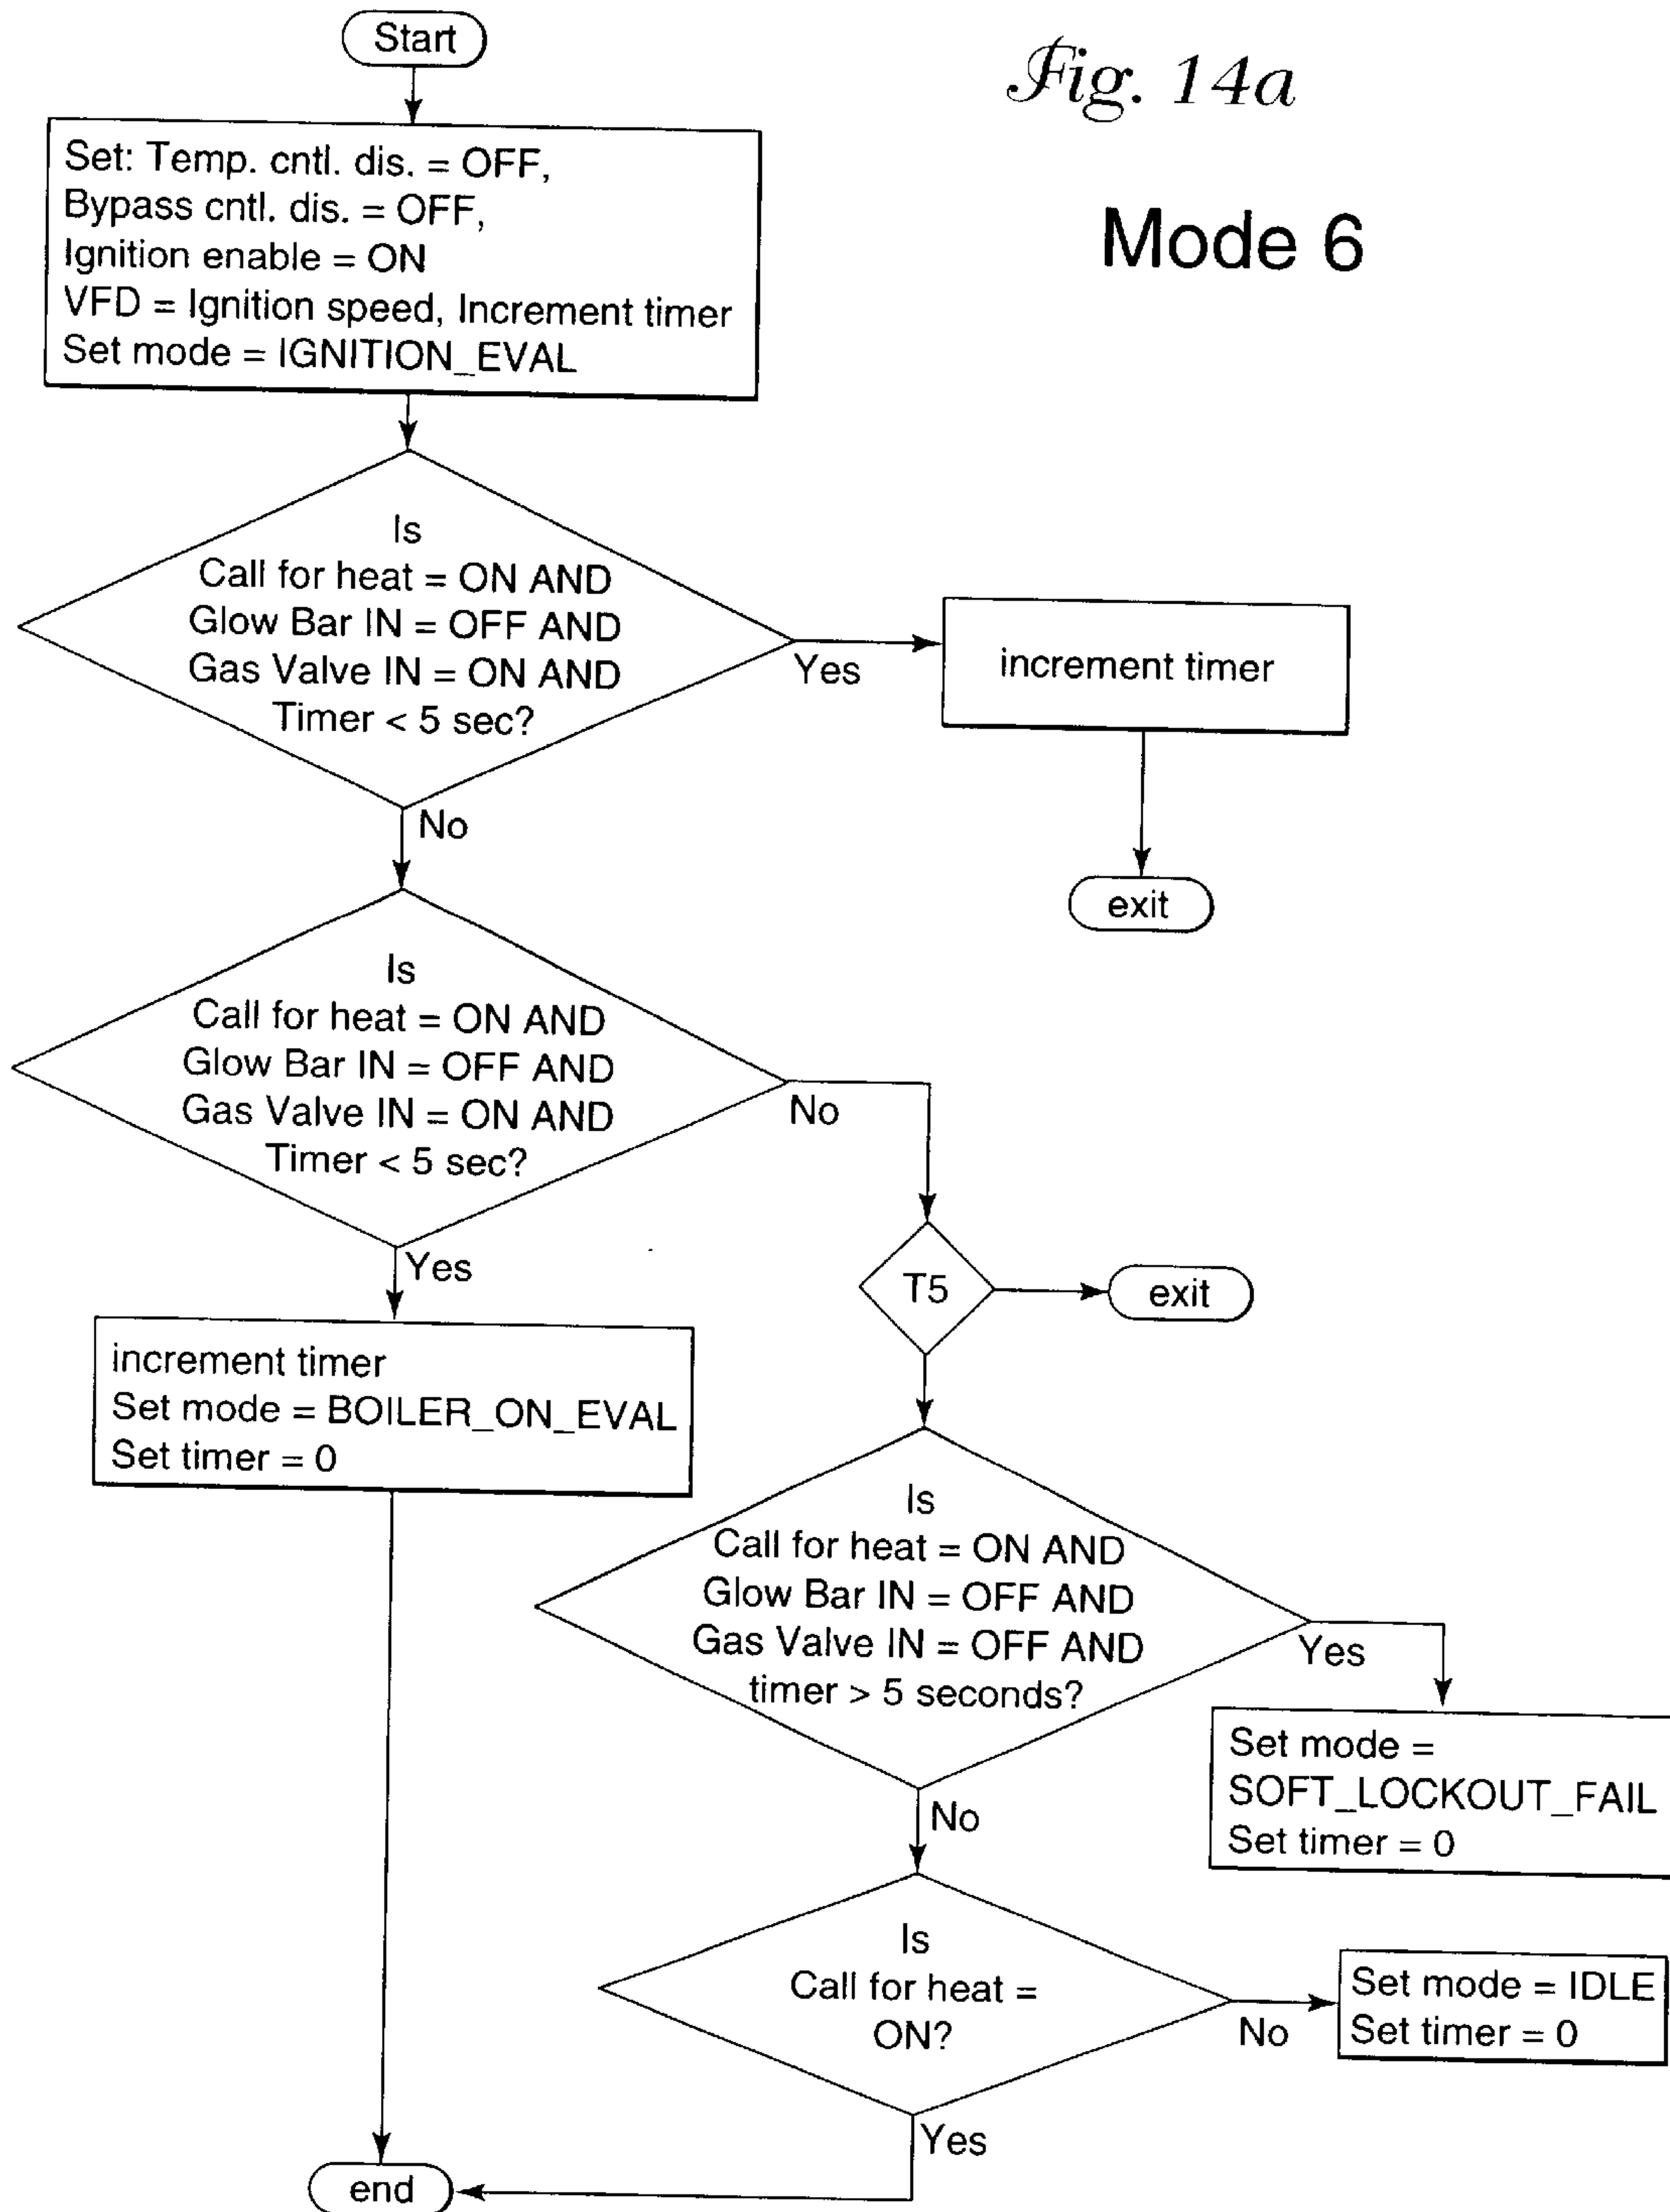 Start
Fig. 14a
Mode 6
Set: Temp. cntl. dis. = OFF,
Bypass cntl. dis. = OFF,
Ignition enable = ON
VFD = Ignition speed, Increment timer
Set mode = IGNITION_EVAL
Is
Call for heat = ON AND
Glow Bar IN = OFF AND
Gas Valve IN = ON AND
Timer < 5 sec?
Yes
increment timer
exit
No
Is
Call for heat = ON AND
Glow Bar IN = OFF AND
Gas Valve IN = ON AND
Timer < 5 sec?
No
Yes
T5
exit
increment timer
Set mode = BOILER_ON_EVAL
Set timer = 0
Is
Call for heat = ON AND
Glow Bar IN = OFF AND
Gas Valve IN = OFF AND
timer > 5 seconds?
Yes
Set mode =
SOFT_LOCKOUT_FAIL
Set timer = 0
No
Is
Call for heat =
ON?
No
Set mode = IDLE
Set timer = 0
Yes
end